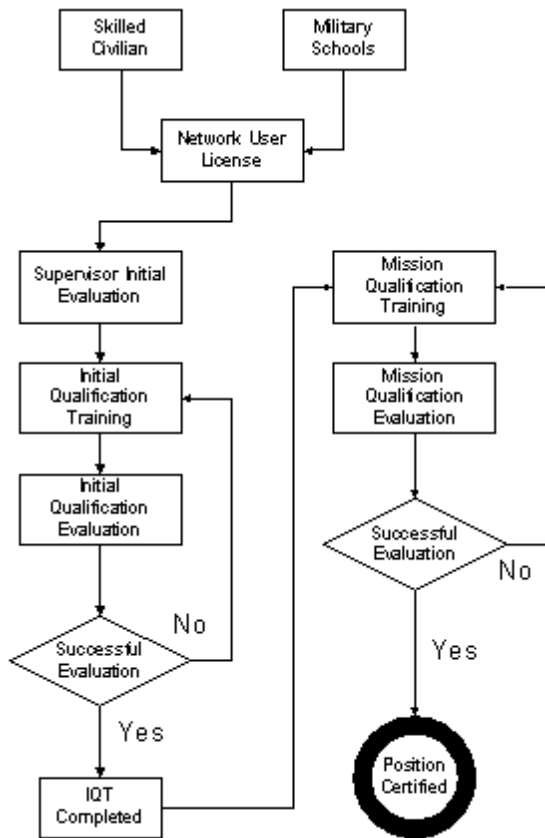 Skilled
Civilian
Military
Schools
Network User
License
Supervisor Initial
Evaluation
Initial
Qualification
Training
Initial
Qualification
Evaluation
No
Successful
Evaluation
Yes
IQT
Completed
Mission
Qualification
Training
Mission
Qualification
Evaluation
Successful
Evaluation
No
Yes
Position
Certified